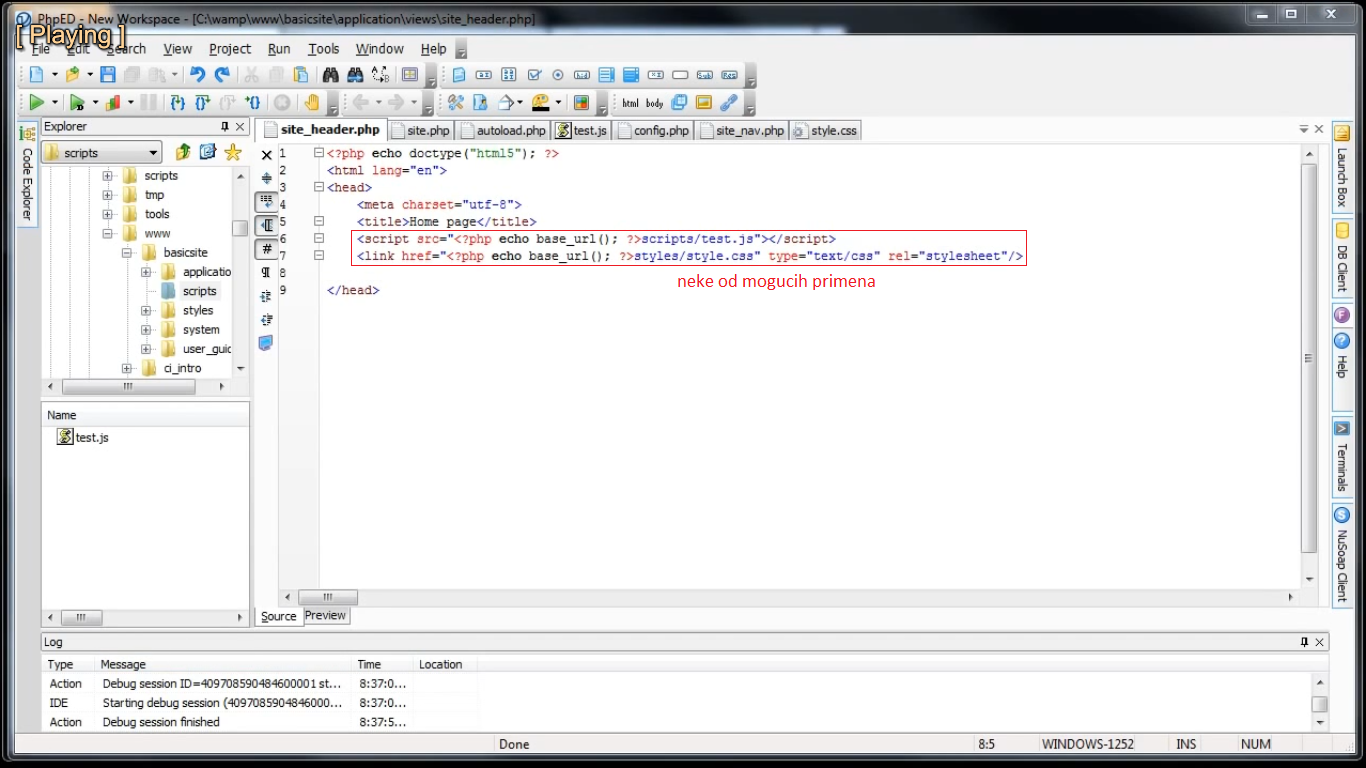 PhpED - New Workspace - [C:\wamp\www\basicsite\application\views\site_header.php]
[ Playing ]
File Edit Search View Project Run Tools Window Help
html body
Explorer
site_header.php site.php autoload.php test.js config.php site_nav.php style.css
Code Explorer
scripts
scripts
tmp
tools
www
basicsite
applicatio
scripts
styles
system
user_guid
ci_intro
Name
test.js
1 <?php echo doctype("html5"); ?>
2 <html lang="en">
3 <head>
4 <meta charset="utf-8">
5 <title>Home page</title>
6 <script src="<?php echo base_url(); ?>scripts/test.js"></script>
7 <link href="<?php echo base_url(); ?>styles/style.css" type="text/css" rel="stylesheet"/>
8
neke od mogucih primena
9 </head>
Launch Box
DB Client
Help
Terminals
NuSoap Client
Source Preview
Log
Type Message Time Location
Action Debug session ID=409708590484600001 st... 8:37:0...
IDE Starting debug session (4097085904846000... 8:37:0...
Action Debug session finished 8:37:5...
Done 8:5 WINDOWS-1252 INS NUM